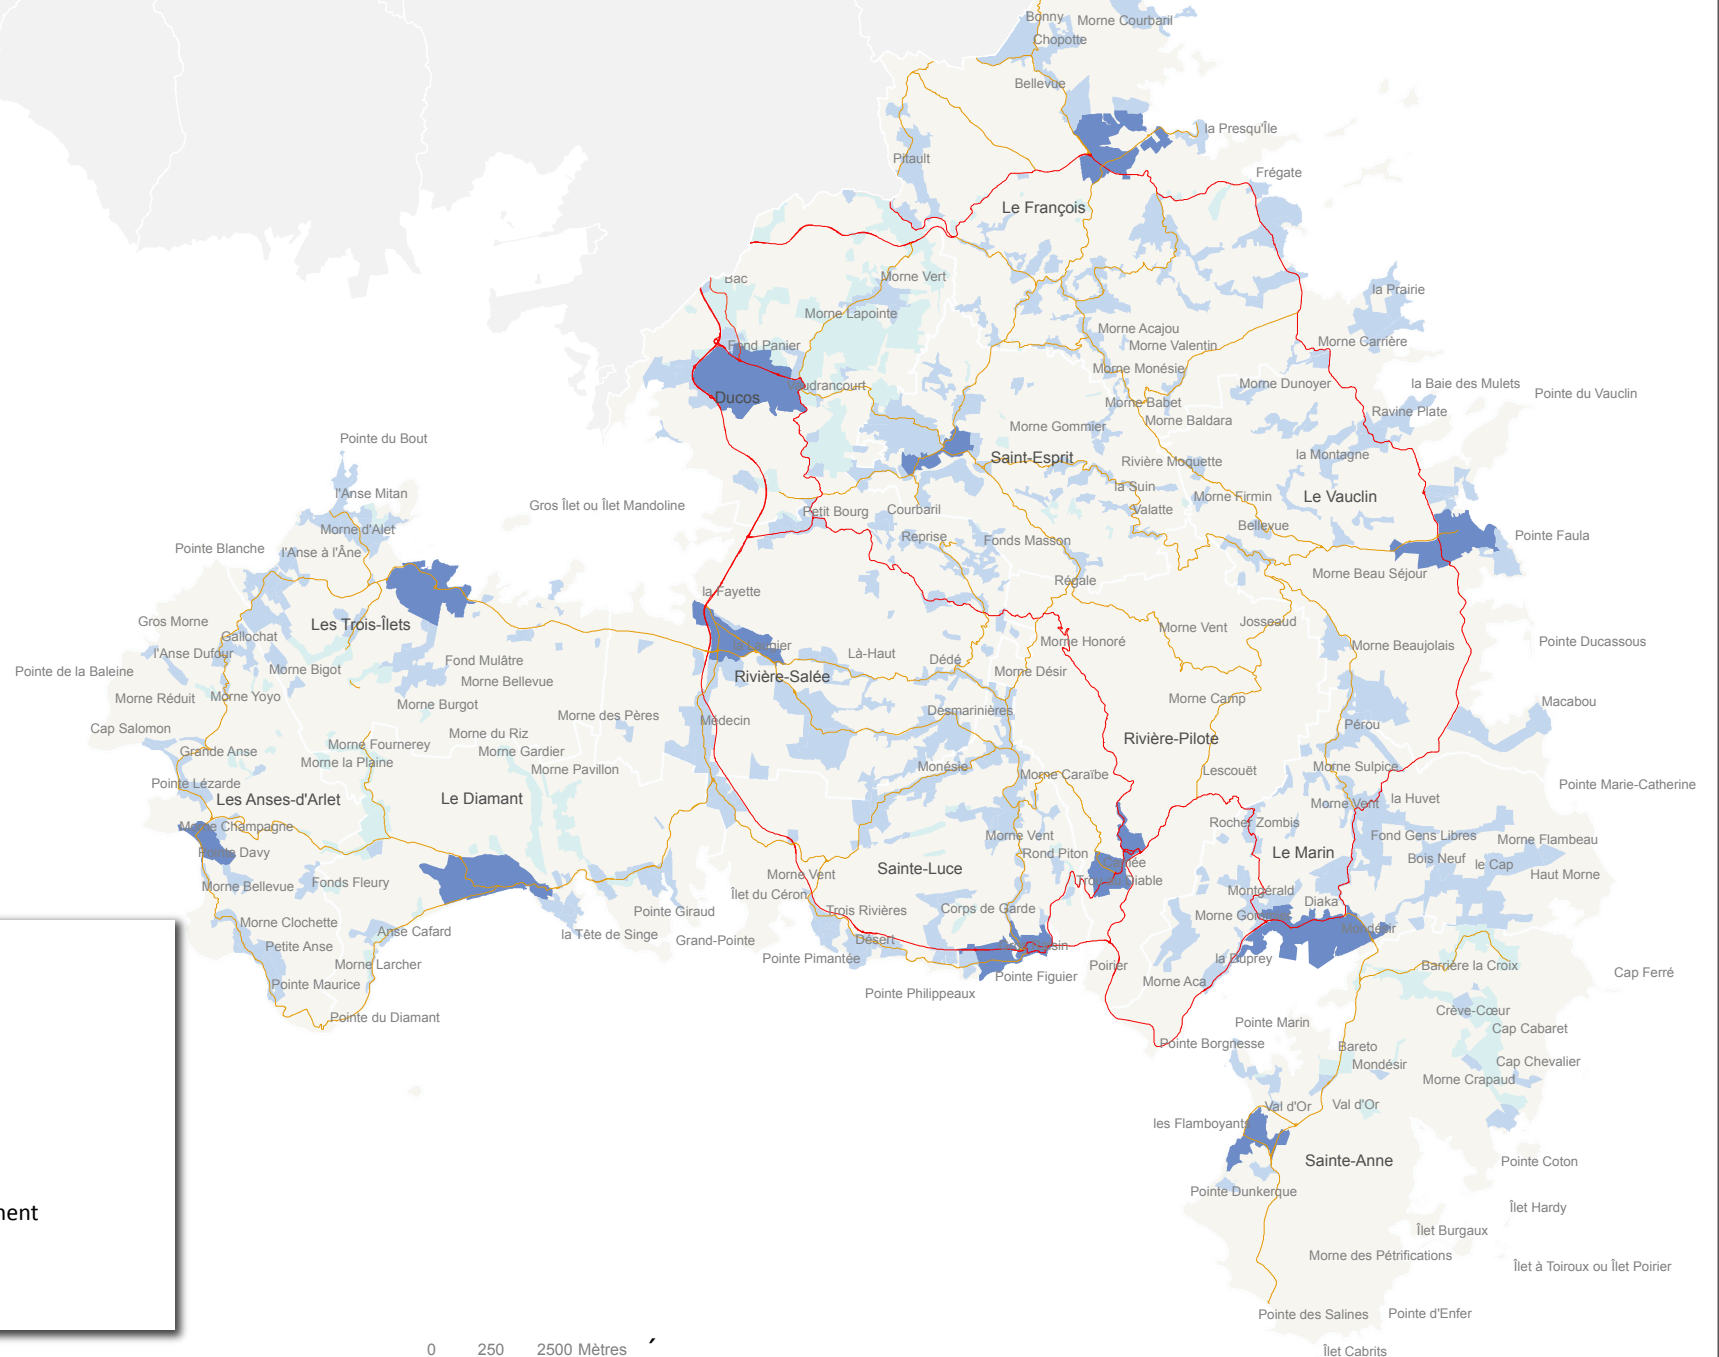 Bonny
Morne Courbaril
Chopotte
Bellevue
la Presqu'Île
Pitault
Frégate
Le François
Bac
Morne Vert
la Prairie
Morne Lapointe
Morne Acajou
Morne Carrière
Fond Panier
Morne Valentin
Morne Monésie
Vaudrancourt
Morne Dunoyer
la Baie des Mulets
Pointe du Vauclin
Ducos
Morne Babet
Ravine Plate
Morne Baldara
Morne Gommier
Pointe du Bout
Saint-Esprit
Rivière Moquette
la Montagne
l'Anse Mitan
la Suin
Morne Firmin
Le Vauclin
Gros Îlet ou Îlet Mandoline
Petit Bourg
Courbaril
Valatte
Morne d'Alet
Bellevue
Pointe Blanche
l'Anse à l'Âne
Reprise
Fonds Masson
Pointe Faula
Morne Beau Séjour
Régale
la Fayette
Gros Morne
Les Trois-Îlets
Morne Vent
Josseaud
Gallochat
Morne Honoré
Morne Beaujolais
Pointe Ducassous
l'Anse Dufour
Là-Haut
Dédé
Fond Mulâtre
Pointe de la Baleine
Morne Bigot
Rivière-Salée
Morne Désir
Morne Bellevue
Morne Réduit
Morne Yoyo
Morne Camp
Macabou
Morne Burgot
Desmarinières
Morne des Pères
Médecin
Pérou
Cap Salomon
Morne du Riz
Rivière-Pilote
Grande Anse
Morne Fournerey
Morne Gardier
Morne la Plaine
Morne Pavillon
Monésie
Morne Caraïbe
Lescouët
Morne Sulpice
Pointe Lézarde
Pointe Marie-Catherine
Les Anses-d'Arlet
Le Diamant
Morne Vent
la Huvet
Morne Champagne
Rocher Zombis
Morne Vent
Fond Gens Libres
Morne Flambeau
Pointe Davy
Rond Piton
Le Marin
Bois Neuf
le Cap
Sainte-Luce
Haut Morne
Morne Bellevue
Fonds Fleury
Morne Vent
Trou au Diable
Montgérald
Îlet du Céron
Diaka
Morne Clochette
Pointe Giraud
Trois Rivières
Corps de Garde
Anse Cafard
la Tête de Singe
Grand-Pointe
Désert
Mondésir
Petite Anse
Pointe Pimantée
la Duprey
Morne Larcher
Poirier
Barrière la Croix
Cap Ferré
Pointe Maurice
Pointe Figuier
Morne Aca
Pointe Philippeaux
Crève-Cœur
Pointe du Diamant
Pointe Marin
Cap Cabaret
Pointe Borgnesse
Bareto
Mondésir
Cap Chevalier
Morne Crapaud
Val d'Or
Val d'Or
les Flamboyants
Sainte-Anne
Pointe Coton
Pointe Dunkerque
Îlet Hardy
Îlet Burgaux
Morne des Pétrifications
Îlet à Toiroux ou Îlet Poirier
Pointe des Salines
Pointe d'Enfer
Îlet Cabrits
0 250 2500 Mètres